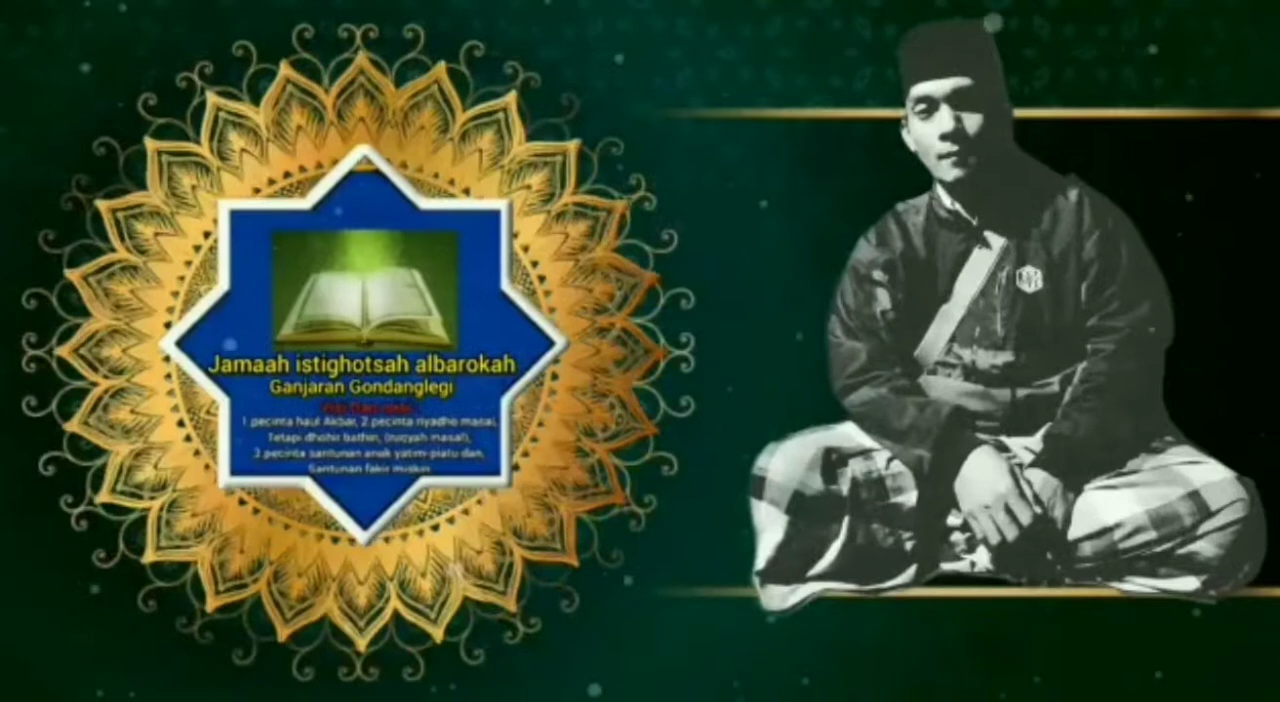 Jamaah istighotsah albarokah
Ganjaran Gondanglegi
1 pecinta haul Akbar, 2 pecinta riyadho masal,
Tetapi dhohir bathin, (ruqyah masal),
3 pecinta santunan anak yatim-piatu dan,
Santunan fakir miskin